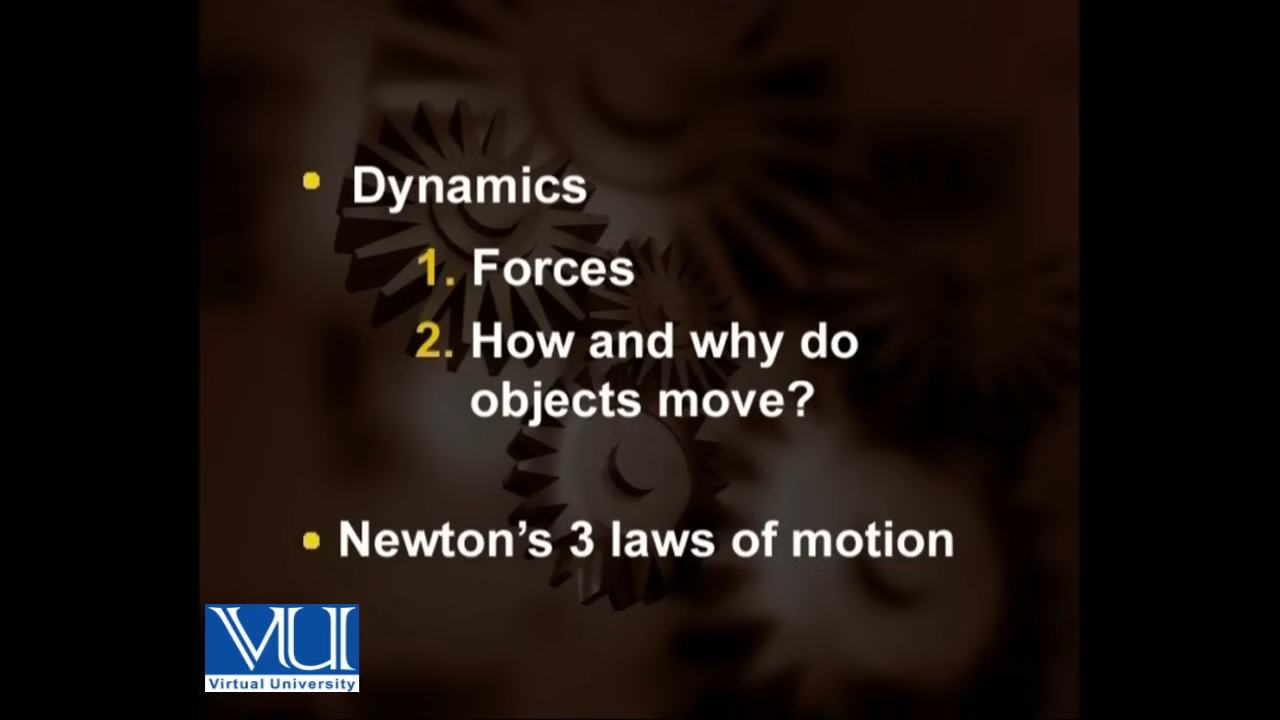 • Dynamics
1. Forces
2. How and why do
objects move?
• Newton’s 3 laws of motion
VU
Virtual University